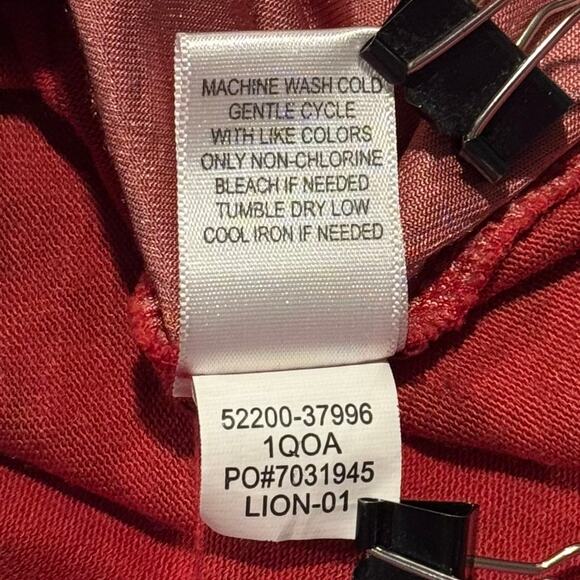 MACHINE WASH COLD
GENTLE CYCLE
WITH LIKE COLORS
ONLY NON-CHLORINE
BLEACH IF NEEDED
TUMBLE DRY LOW
COOL IRON IF NEEDED
52200-37996
1QOA
PO#7031945
LION-01